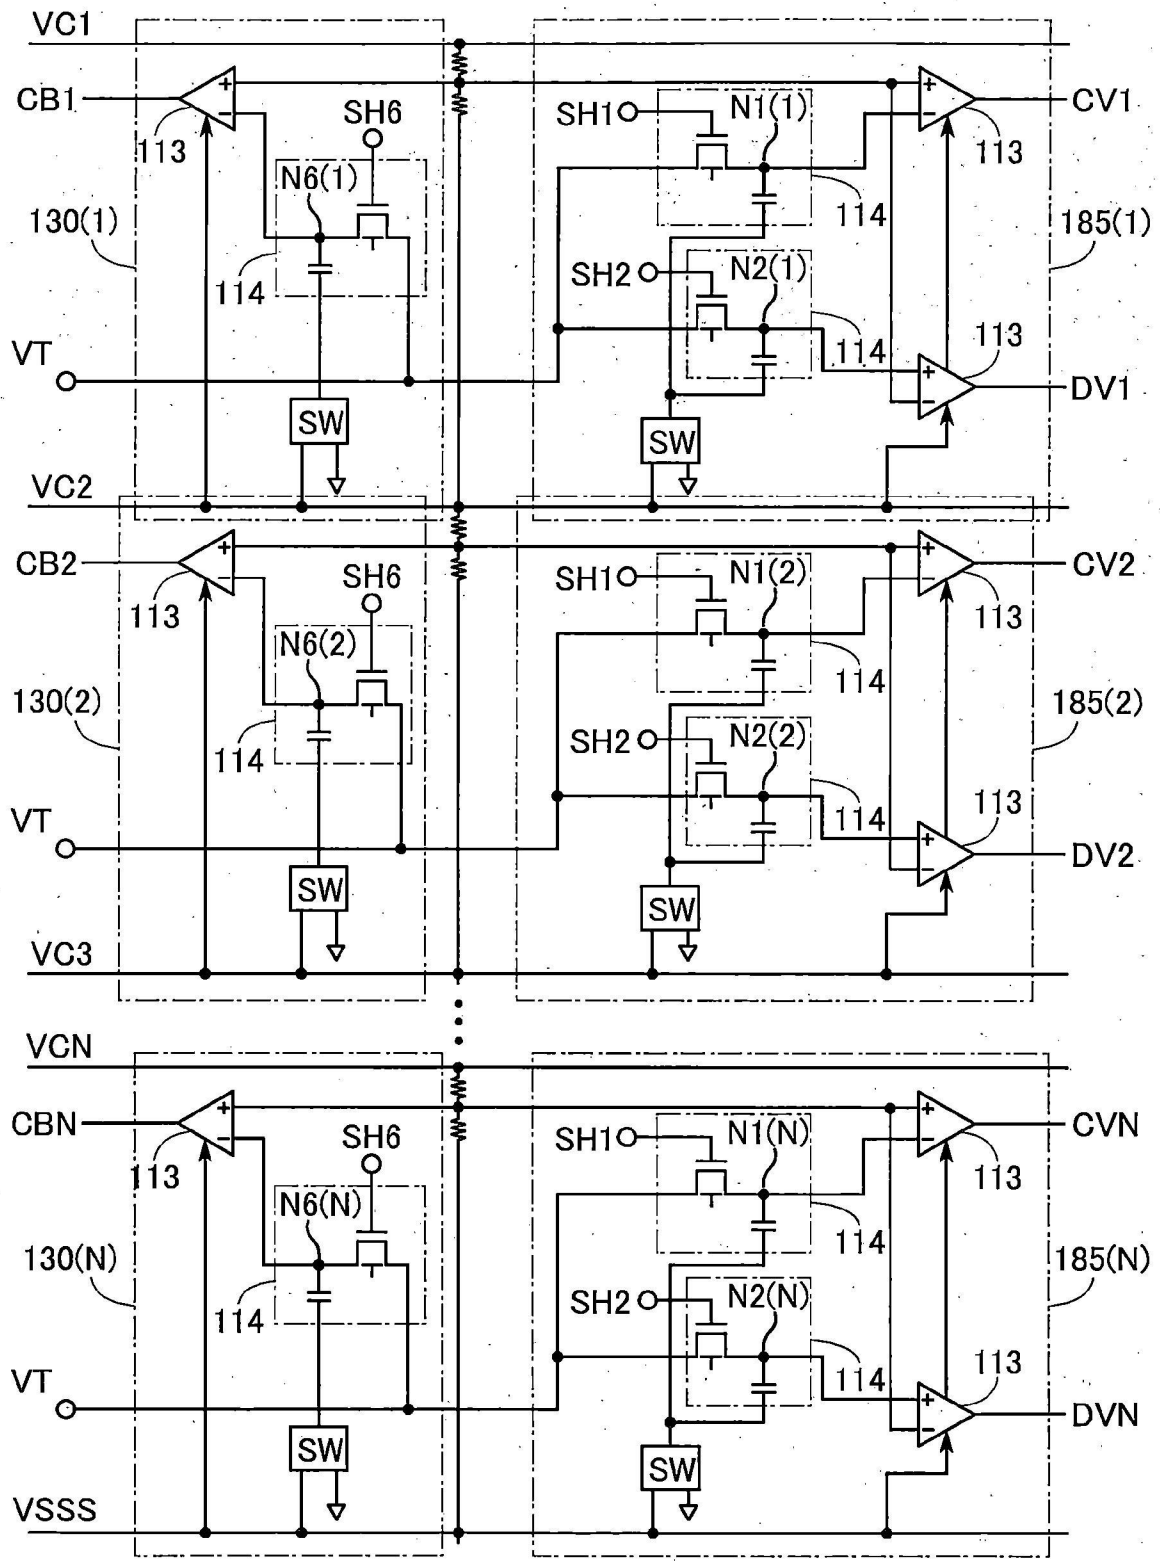 VC1
CB1
+
−
113
SH6
N6(1)
114
130(1)
VT
SW
SH1
N1(1)
114
SH2
N2(1)
114
SW
+
−
113
CV1
185(1)
+
−
113
DV1
VC2
CB2
+
−
113
SH6
N6(2)
114
130(2)
VT
SW
SH1
N1(2)
114
SH2
N2(2)
114
SW
+
−
113
CV2
185(2)
+
−
113
DV2
VC3
VCN
CBN
+
−
113
SH6
N6(N)
114
130(N)
VT
SW
SH1
N1(N)
114
SH2
N2(N)
114
SW
+
−
113
CVN
185(N)
+
−
113
DVN
VSSS